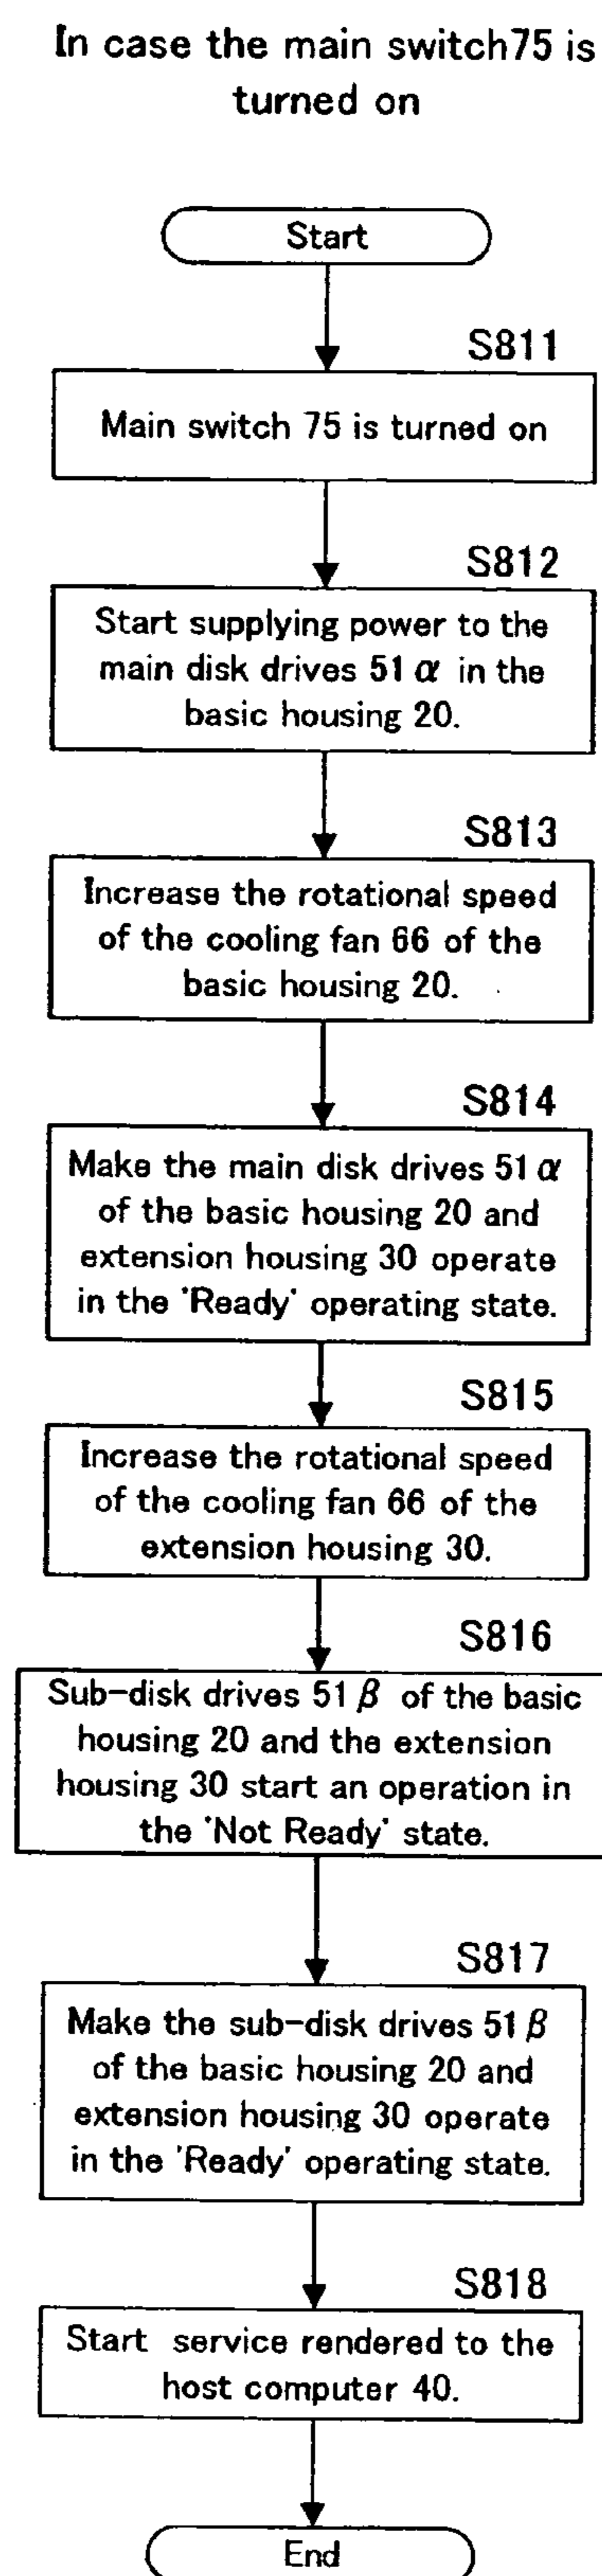 In case the main switch75 is
turned on
Start
S811
Main switch 75 is turned on
S812
Start supplying power to the
main disk drives 51 α in the
basic housing 20.
S813
Increase the rotational speed
of the cooling fan 66 of the
basic housing 20.
S814
Make the main disk drives 51 α
of the basic housing 20 and
extension housing 30 operate
in the 'Ready' operating state.
S815
Increase the rotational speed
of the cooling fan 66 of the
extension housing 30.
S816
Sub-disk drives 51 β of the basic
housing 20 and the extension
housing 30 start an operation in
the 'Not Ready' state.
S817
Make the sub-disk drives 51 β
of the basic housing 20 and
extension housing 30 operate
in the 'Ready' operating state.
S818
Start service rendered to the
host computer 40.
End